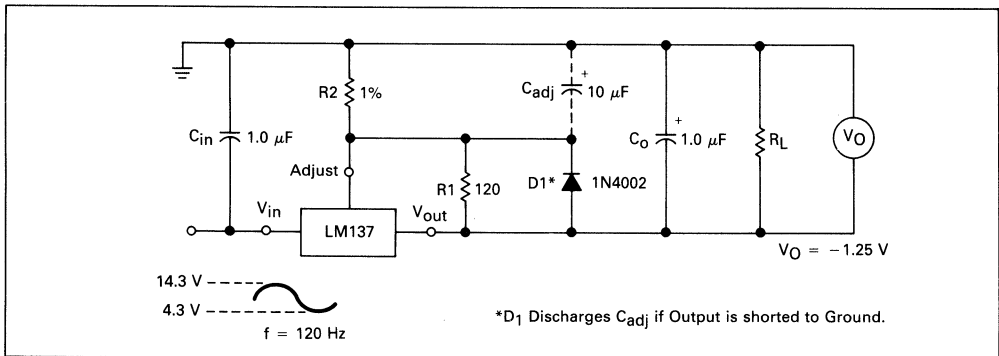 R2
1%
Cadj
+
10 μF
Cin
1.0 μF
Co
+
1.0 μF
RL
VO
Adjust
R1
120
D1*
1N4002
Vin
LM137
Vout
VO = −1.25 V
14.3 V
4.3 V
f = 120 Hz
*D1 Discharges Cadj if Output is shorted to Ground.